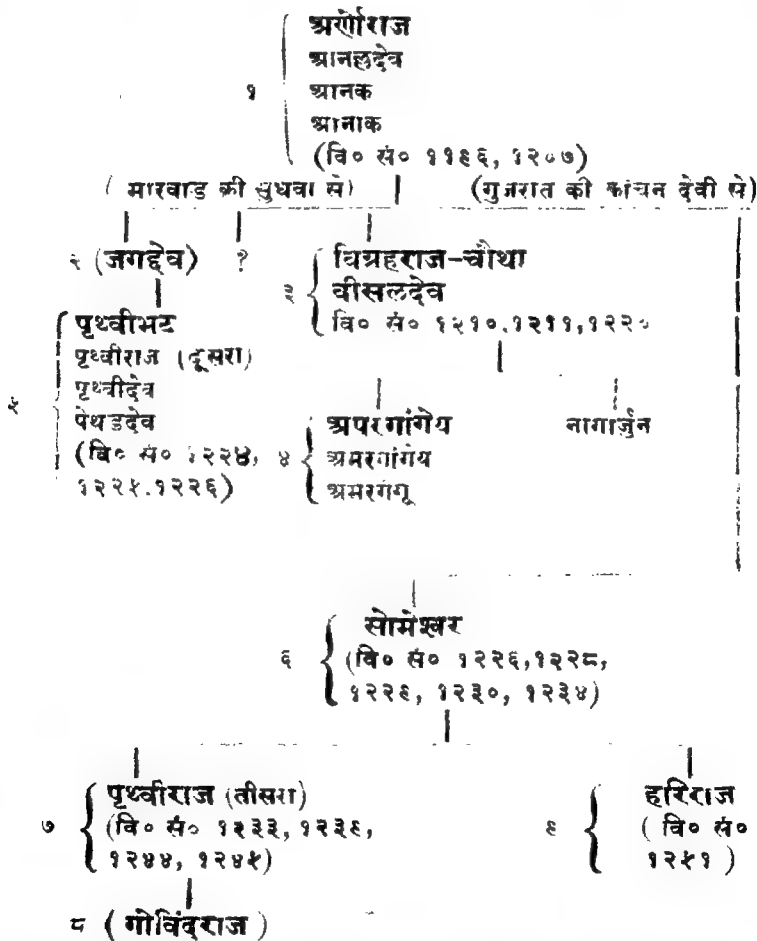 अर्णोराज
आनलदेव
१ आनक
आनाक
(वि० सं० ११९६, १२०७)
( मारवाड की सुधवा से) (गुजरात की कांचन देवी से)
२ (जगद्देव) ?
विग्रहराज-चौथा
३ वीसलदेव
वि० सं० १२१०.१२११,१२२०
पृथ्वीभट
पृथ्वीराज (दूसरा)
पृथ्वीदेव
५ पेथडदेव
(वि० सं० १२२४,
१२२५.१२२६)
अपरगांगेय
४ अमरगांगेय
अमरगंगू
नागार्जुन
सोमेश्वर
६ (वि० सं० १२२६,१२२८,
१२२९, १२३०, १२३४)
पृथ्वीराज (तीसरा)
७ (वि० सं० १२३३, १२३९,
१२४४, १२४५)
हरिराज
९ ( वि० सं०
१२५१ )
८ ( गोविंदराज )